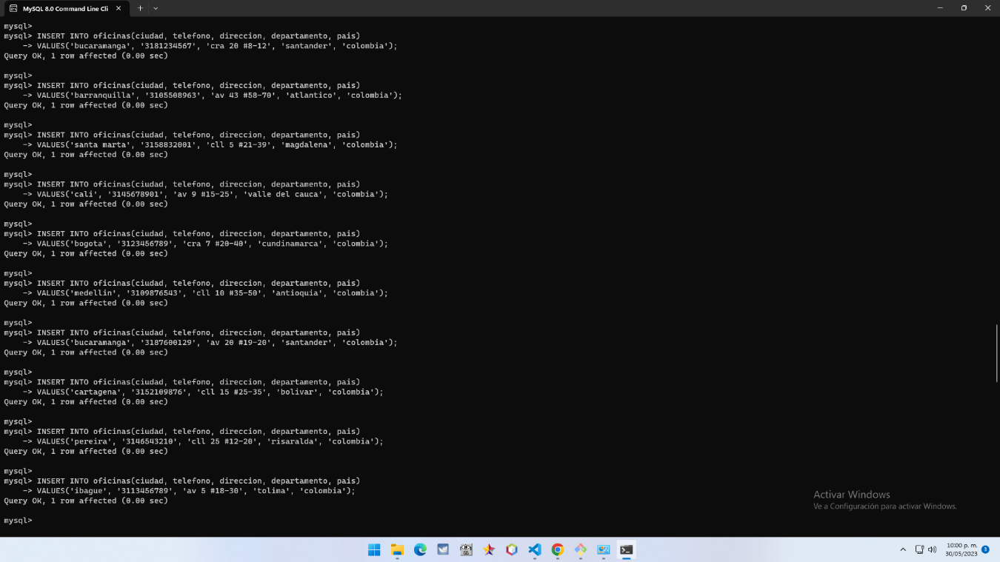 MySQL 8.0 Command Line Cli
mysql>
mysql> INSERT INTO oficinas(ciudad, telefono, direccion, departamento, pais)
    -> VALUES('bucaramanga', '3181234567', 'cra 20 #8-12', 'santander', 'colombia');
Query OK, 1 row affected (0.00 sec)
mysql>
mysql> INSERT INTO oficinas(ciudad, telefono, direccion, departamento, pais)
    -> VALUES('barranquilla', '3105508963', 'av 43 #58-70', 'atlantico', 'colombia');
Query OK, 1 row affected (0.00 sec)
mysql>
mysql> INSERT INTO oficinas(ciudad, telefono, direccion, departamento, pais)
    -> VALUES('santa marta', '3158832001', 'cll 5 #21-39', 'magdalena', 'colombia');
Query OK, 1 row affected (0.00 sec)
mysql>
mysql> INSERT INTO oficinas(ciudad, telefono, direccion, departamento, pais)
    -> VALUES('cali', '3145678901', 'av 9 #15-25', 'valle del cauca', 'colombia');
Query OK, 1 row affected (0.00 sec)
mysql>
mysql> INSERT INTO oficinas(ciudad, telefono, direccion, departamento, pais)
    -> VALUES('bogota', '3123456789', 'cra 7 #20-40', 'cundinamarca', 'colombia');
Query OK, 1 row affected (0.00 sec)
mysql>
mysql> INSERT INTO oficinas(ciudad, telefono, direccion, departamento, pais)
    -> VALUES('medellin', '3109876543', 'cll 10 #35-50', 'antioquia', 'colombia');
Query OK, 1 row affected (0.00 sec)
mysql>
mysql> INSERT INTO oficinas(ciudad, telefono, direccion, departamento, pais)
    -> VALUES('bucaramanga', '3187600129', 'av 20 #19-20', 'santander', 'colombia');
Query OK, 1 row affected (0.00 sec)
mysql>
mysql> INSERT INTO oficinas(ciudad, telefono, direccion, departamento, pais)
    -> VALUES('cartagena', '3152109876', 'cll 15 #25-35', 'bolivar', 'colombia');
Query OK, 1 row affected (0.00 sec)
mysql>
mysql> INSERT INTO oficinas(ciudad, telefono, direccion, departamento, pais)
    -> VALUES('pereira', '3146543210', 'cll 25 #12-20', 'risaralda', 'colombia');
Query OK, 1 row affected (0.00 sec)
mysql>
mysql> INSERT INTO oficinas(ciudad, telefono, direccion, departamento, pais)
    -> VALUES('ibague', '3113456789', 'av 5 #18-30', 'tolima', 'colombia');
Query OK, 1 row affected (0.00 sec)
mysql>
Activar Windows
Ve a Configuración para activar Windows.
10:00 p. m.
30/05/2023
3